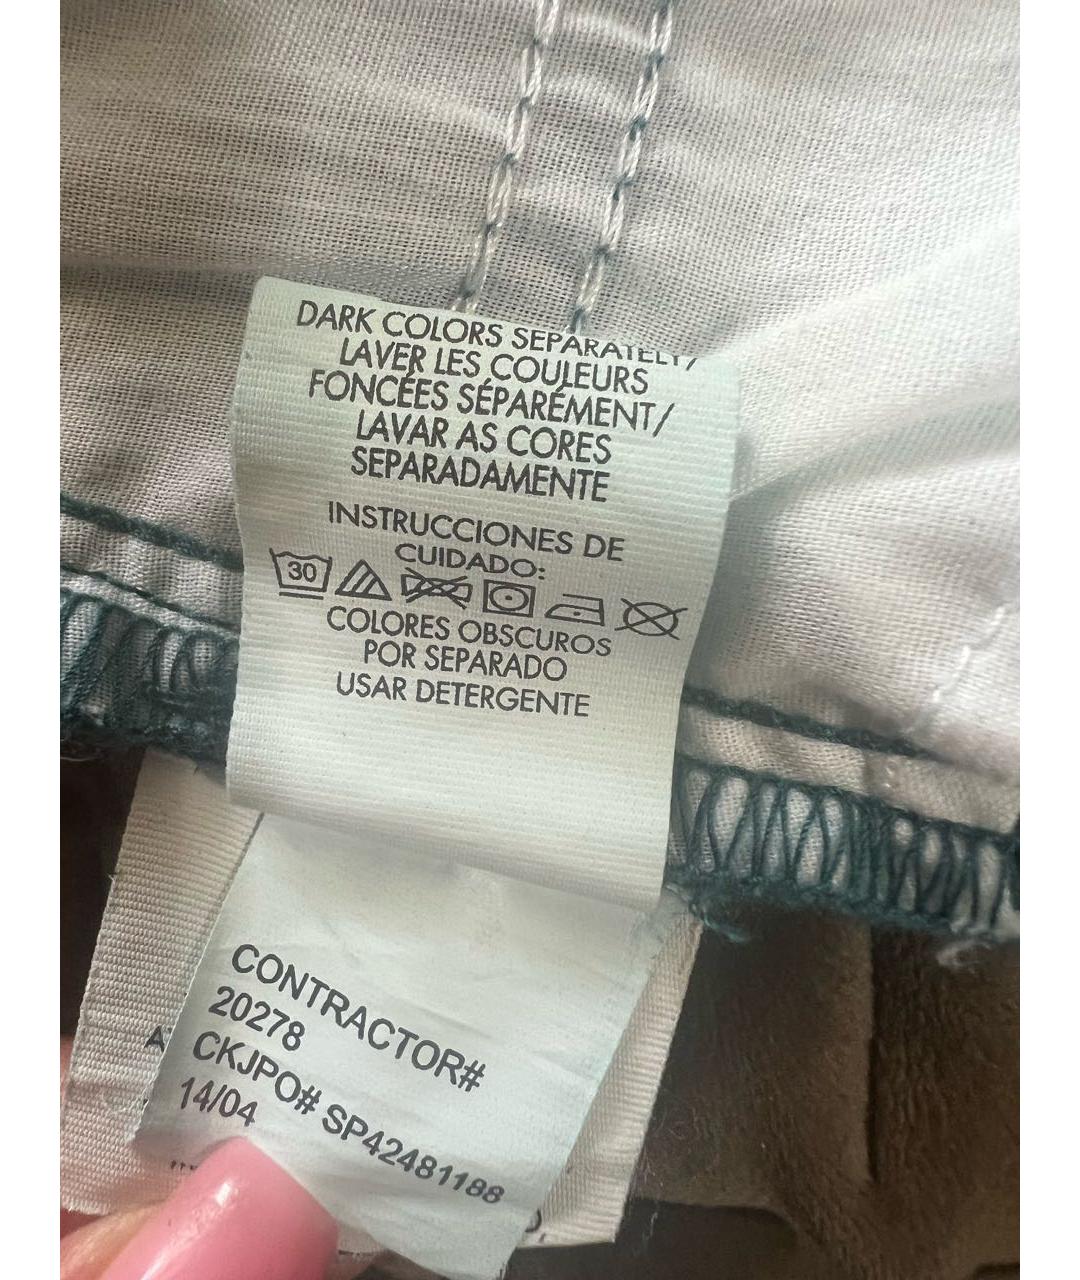 DARK COLORS SEPARATELY/
LAVER LES COULEURS
FONCÉES SÉPARÉMENT/
LAVAR AS CORES
SEPARADAMENTE
INSTRUCCIONES DE
CUIDADO:
30
COLORES OBSCUROS
POR SEPARADO
USAR DETERGENTE
CONTRACTOR#
20278
CKJPO# SP42481188
14/04